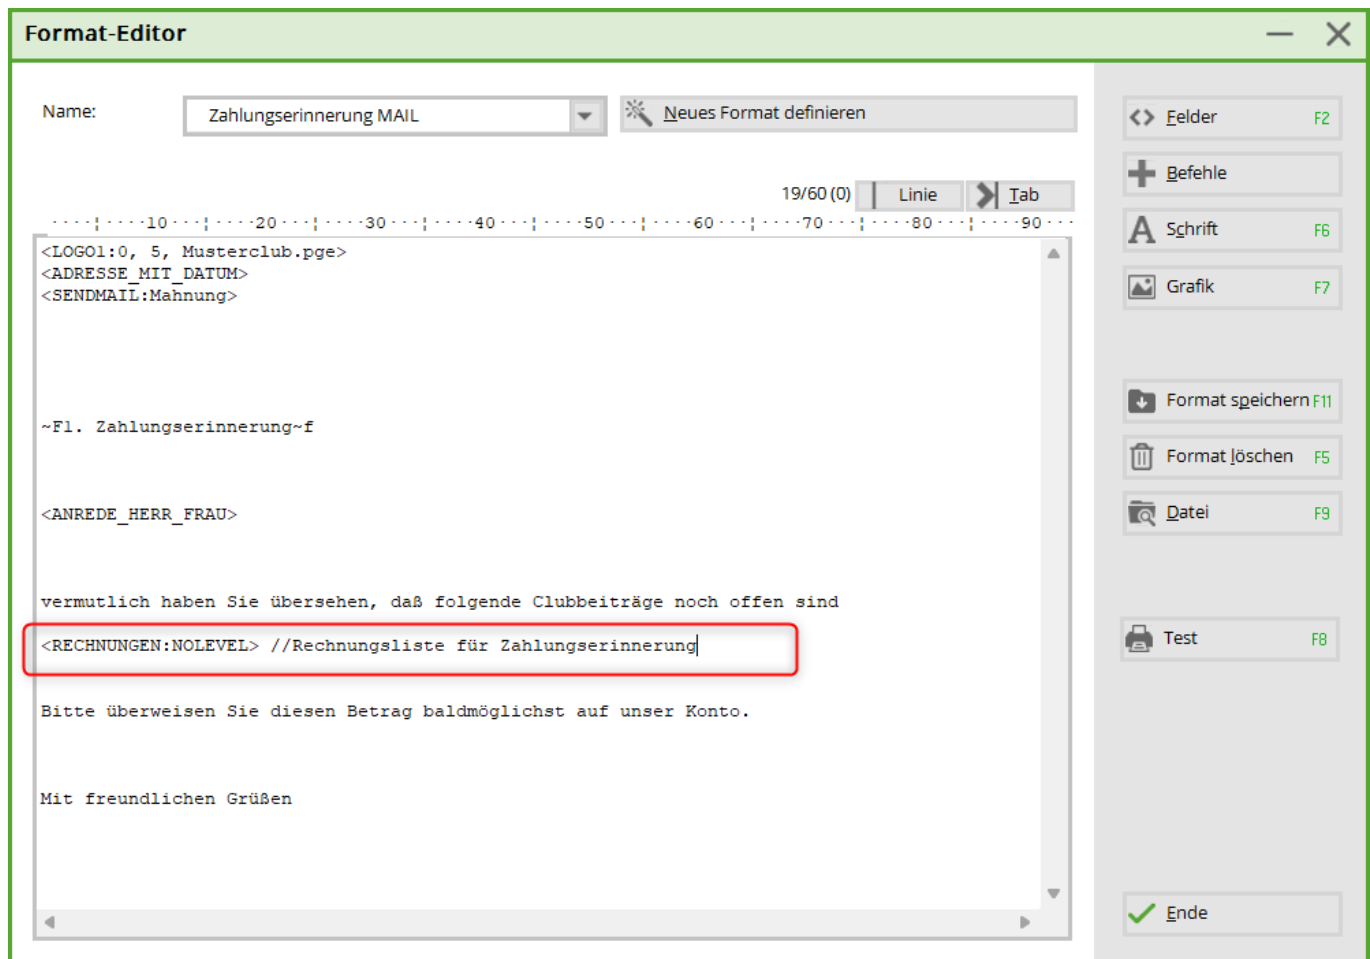 Format-Editor
Name:
Zahlungserinnerung MAIL
Neues Format definieren
19/60 (0)
Linie
Tab
····¦····10···¦····20···¦····30···¦····40···¦····50···¦····60···¦····70···¦····80···¦····90···
<LOGO1:0, 5, Musterclub.pge>
<ADRESSE_MIT_DATUM>
<SENDMAIL:Mahnung>
~F1. Zahlungserinnerung~f
<ANREDE_HERR_FRAU>
vermutlich haben Sie übersehen, daß folgende Clubbeiträge noch offen sind
<RECHNUNGEN:NOLEVEL> //Rechnungsliste für Zahlungserinnerung
Bitte überweisen Sie diesen Betrag baldmöglichst auf unser Konto.
Mit freundlichen Grüßen
Felder F2
Befehle
Schrift F6
Grafik F7
Format speichern F11
Format löschen F5
Datei F9
Test F8
Ende